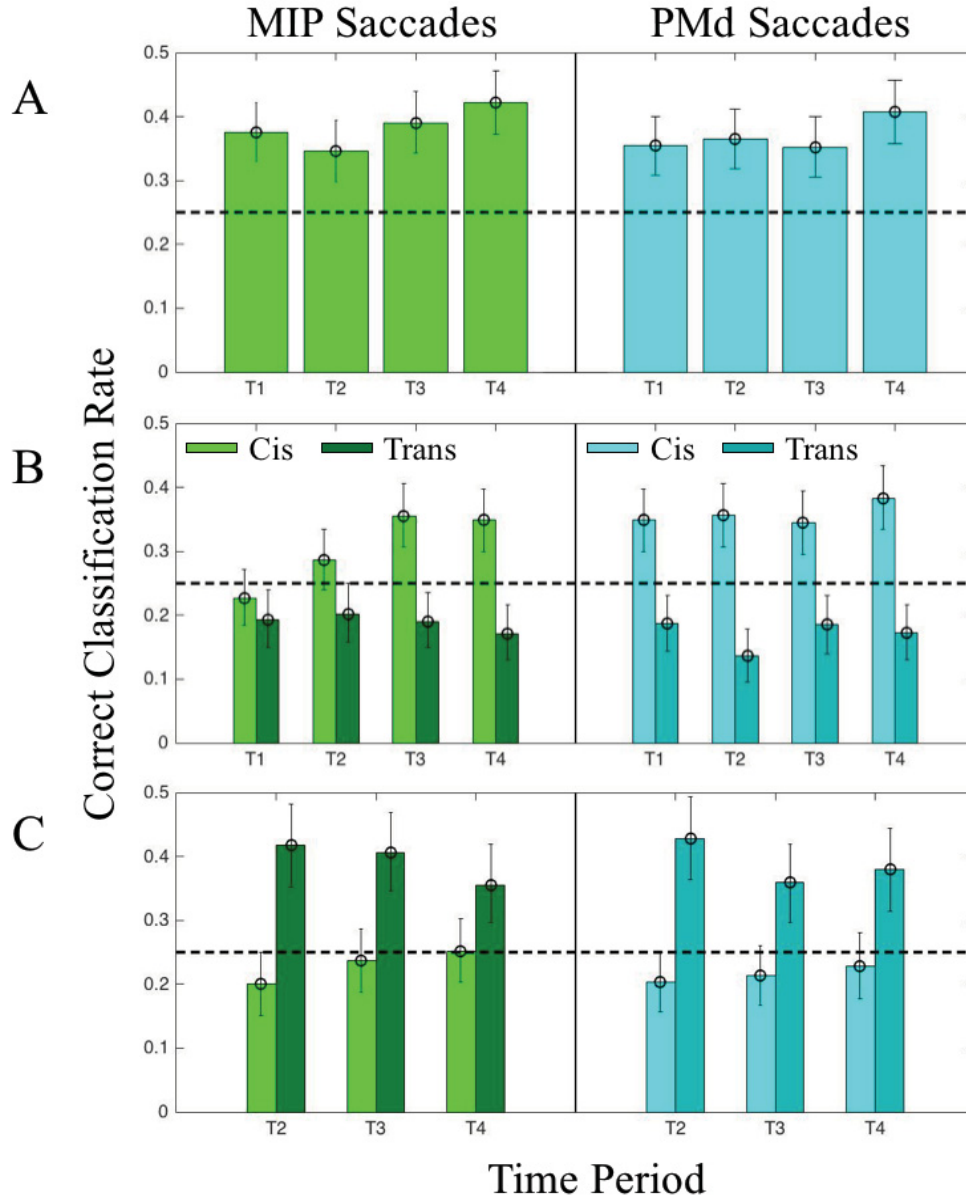 MIP Saccades PMd Saccades
A
0.5
0.4
0.3
0.2
0.1
0
T1 T2 T3 T4 T1 T2 T3 T4
Correct Classification Rate
B
0.5
Cis Trans Cis Trans
0.4
0.3
0.2
0.1
0
T1 T2 T3 T4 T1 T2 T3 T4
C
0.5
0.4
0.3
0.2
0.1
0
T2 T3 T4 T2 T3 T4
Time Period